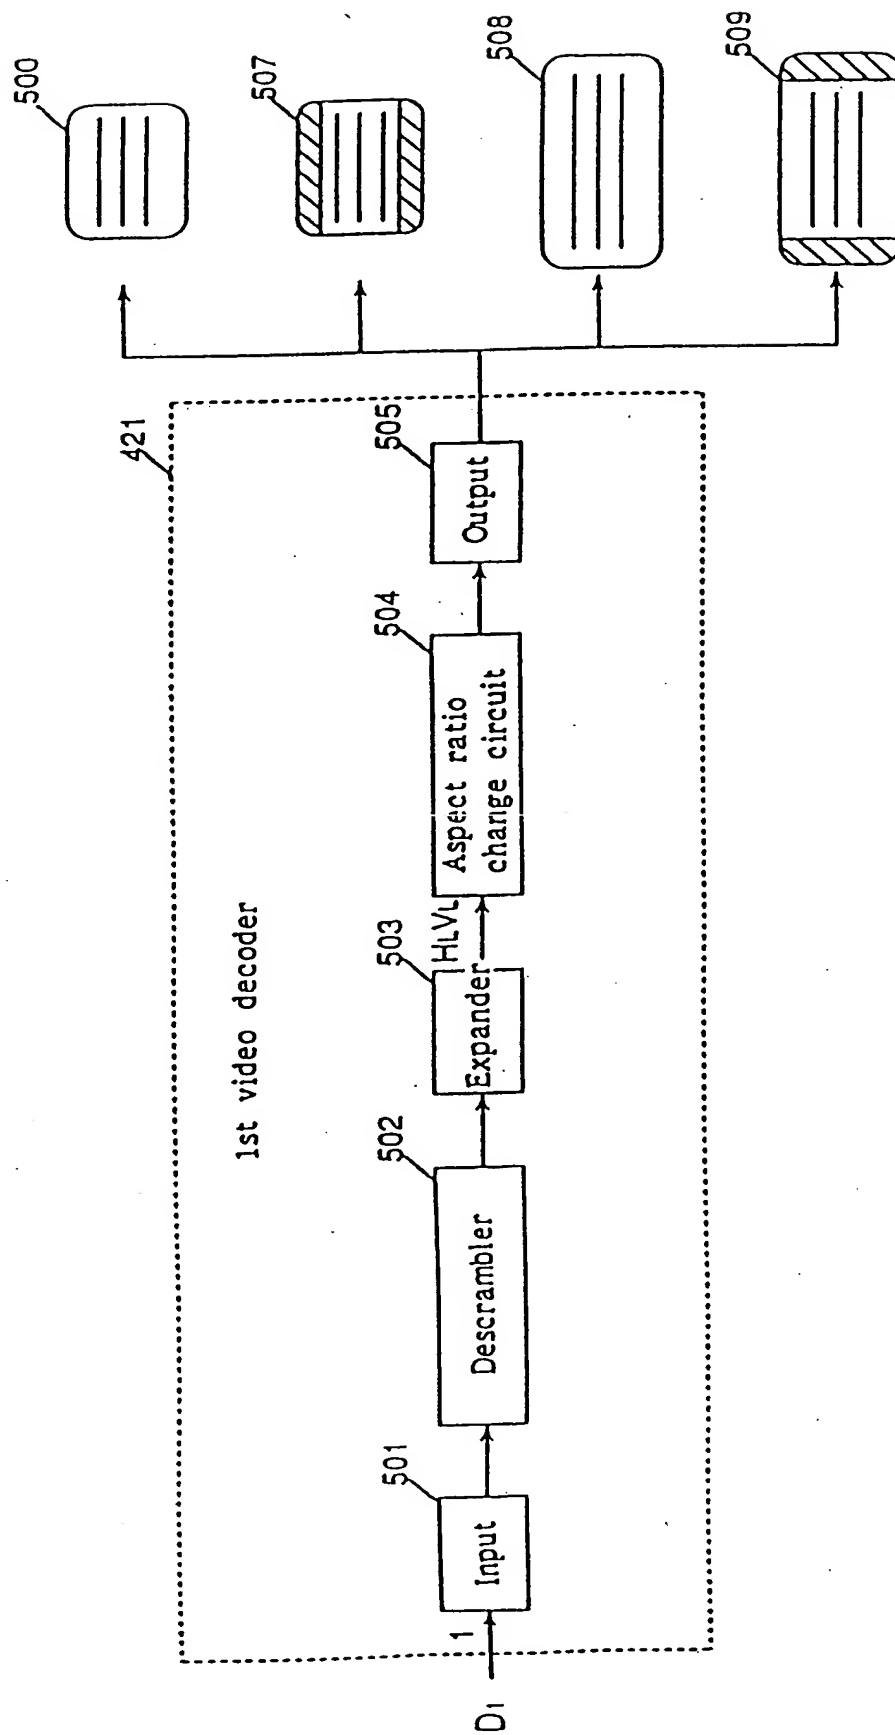 421
1st video decoder
D1
1
501
Input
502
Descrambler
503
Expander
HLVL
504
Aspect ratio
change circuit
505
Output
500
507
508
509